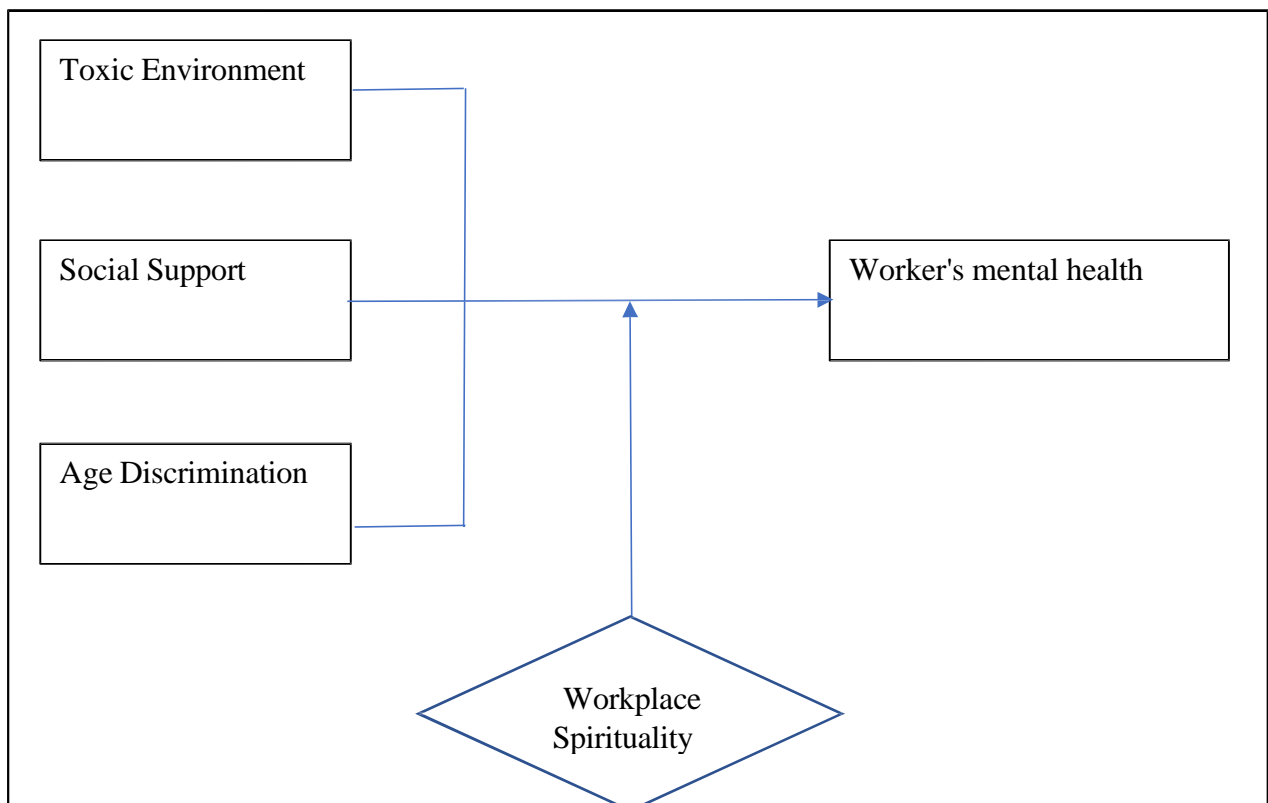 Toxic Environment
Social Support
Worker's mental health
Age Discrimination
Workplace
Spirituality